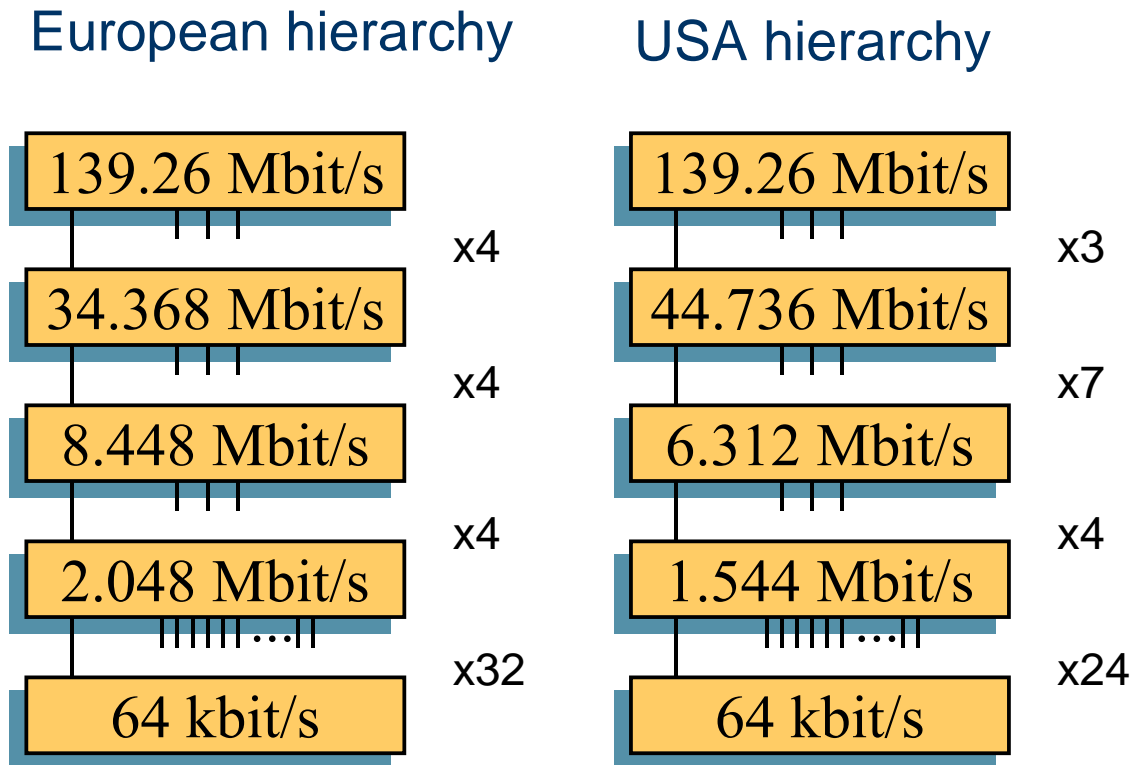 European hierarchy
139.26 Mbit/s
x4
34.368 Mbit/s
x4
8.448 Mbit/s
x4
2.048 Mbit/s
...
x32
64 kbit/s
USA hierarchy
139.26 Mbit/s
x3
44.736 Mbit/s
x7
6.312 Mbit/s
x4
1.544 Mbit/s
...
x24
64 kbit/s